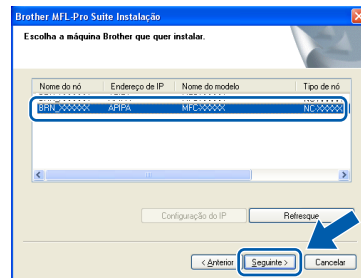 Brother MFL-Pro Suite Instalação
Escolha a máquina Brother que quer instalar.
Nome do nó Endereço de IP Nome do modelo Tipo de nó
BRN_XXXXXX APIPA MFC-XXXXX NC-XXXXX
Configuração do IP Refresque
< Anterior Seguinte > Cancelar